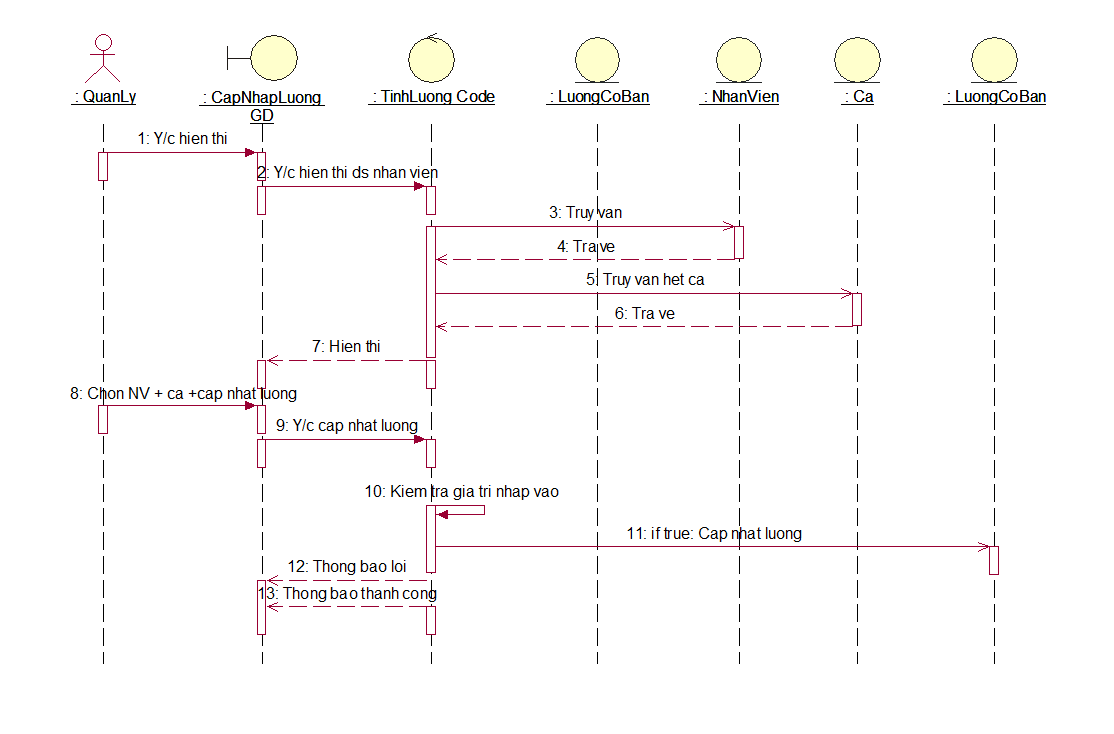 : QuanLy
: CapNhapLuong
GD
: TinhLuong Code
: LuongCoBan
: NhanVien
: Ca
: LuongCoBan
1: Y/c hien thi
2: Y/c hien thi ds nhan vien
3: Truy van
4: Tra ve
5: Truy van het ca
6: Tra ve
7: Hien thi
8: Chon NV + ca +cap nhat luong
9: Y/c cap nhat luong
10: Kiem tra gia tri nhap vao
11: if true: Cap nhat luong
12: Thong bao loi
13: Thong bao thanh cong